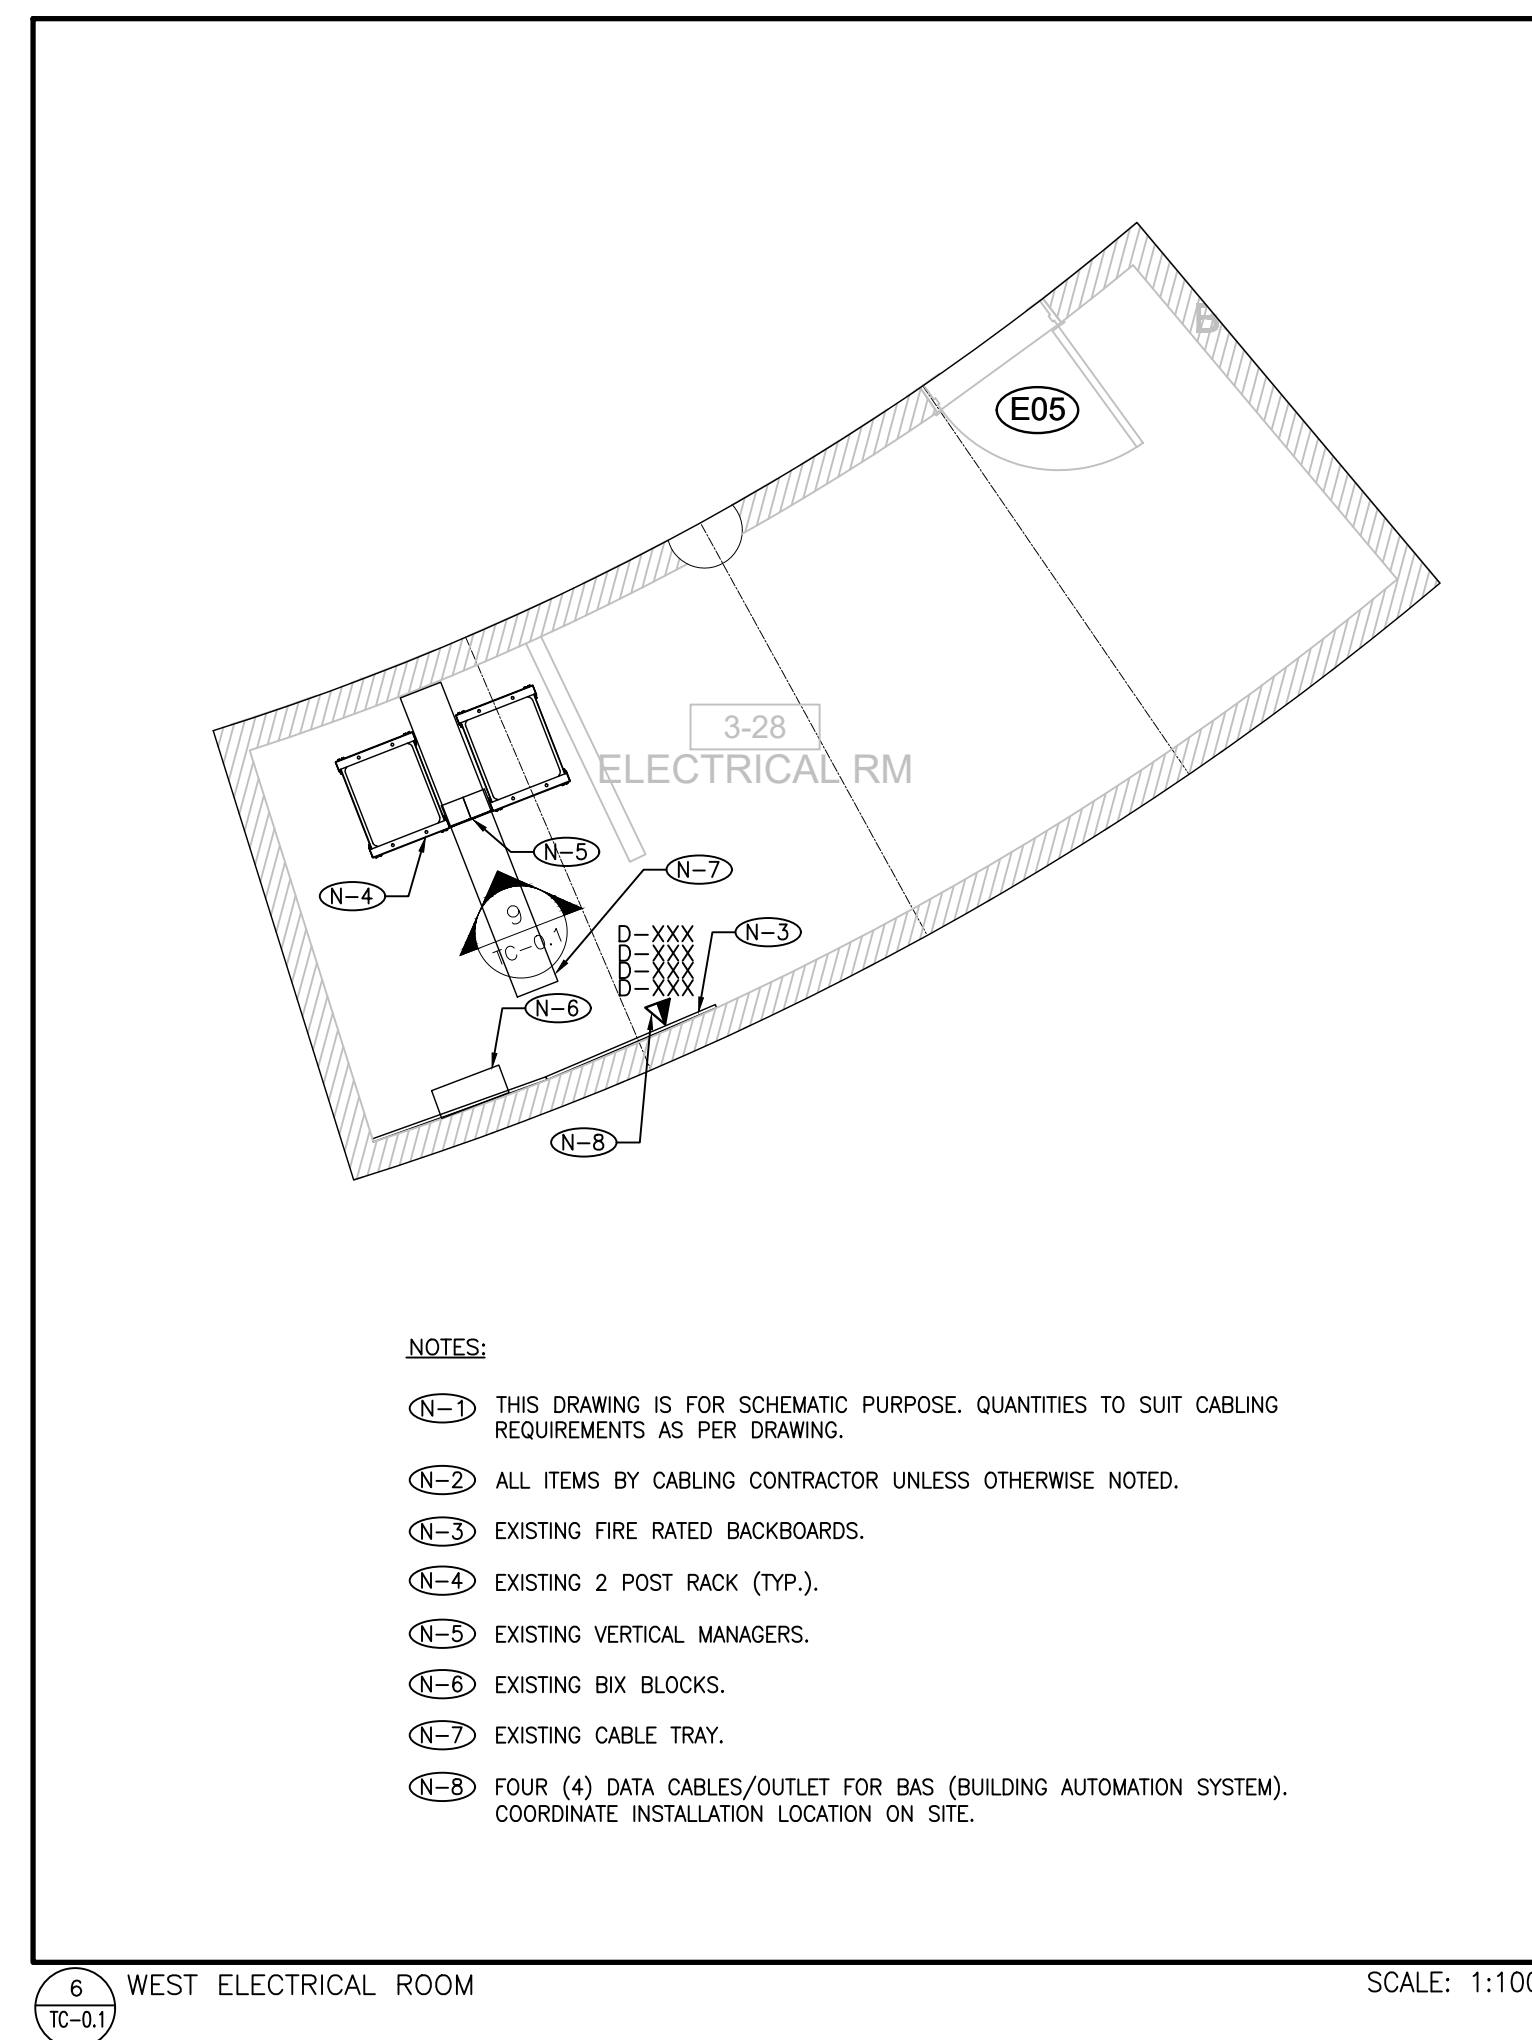 B
E05
3-28
ELECTRICAL RM
N-5
N-7
N-4
9
TC-0.1
D-XXX
D-XXX
D-XXX
D-XXX
N-3
N-6
N-8
NOTES:
N-1 THIS DRAWING IS FOR SCHEMATIC PURPOSE. QUANTITIES TO SUIT CABLING
REQUIREMENTS AS PER DRAWING.
N-2 ALL ITEMS BY CABLING CONTRACTOR UNLESS OTHERWISE NOTED.
N-3 EXISTING FIRE RATED BACKBOARDS.
N-4 EXISTING 2 POST RACK (TYP.).
N-5 EXISTING VERTICAL MANAGERS.
N-6 EXISTING BIX BLOCKS.
N-7 EXISTING CABLE TRAY.
N-8 FOUR (4) DATA CABLES/OUTLET FOR BAS (BUILDING AUTOMATION SYSTEM).
COORDINATE INSTALLATION LOCATION ON SITE.
6
TC-0.1
WEST ELECTRICAL ROOM
SCALE: 1:100